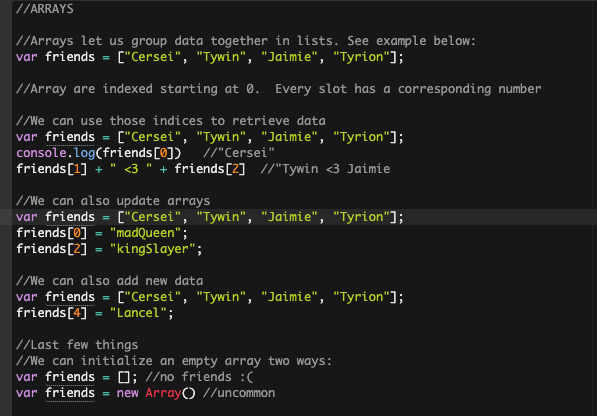 //ARRAYS
//Arrays let us group data together in lists. See example below:
var friends = ["Cersei", "Tywin", "Jaimie", "Tyrion"];
//Array are indexed starting at 0.  Every slot has a corresponding number
//We can use those indices to retrieve data
var friends = ["Cersei", "Tywin", "Jaimie", "Tyrion"];
console.log(friends[0])   //"Cersei"
friends[1] + " <3 " + friends[2]  //"Tywin <3 Jaimie
//We can also update arrays
var friends = ["Cersei", "Tywin", "Jaimie", "Tyrion"];
friends[0] = "madQueen";
friends[2] = "kingSlayer";
//We can also add new data
var friends = ["Cersei", "Tywin", "Jaimie", "Tyrion"];
friends[4] = "Lancel";
//Last few things
//We can initialize an empty array two ways:
var friends = []; //no friends :(
var friends = new Array() //uncommon